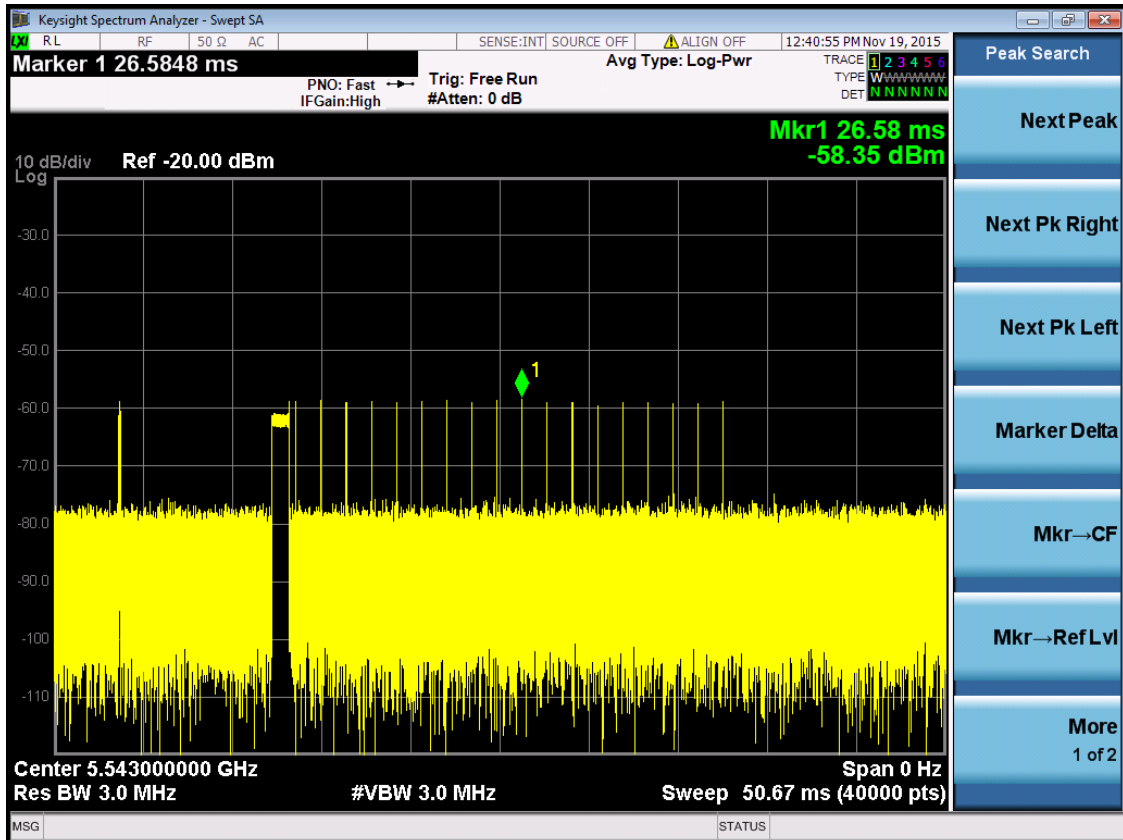 Keysight Spectrum Analyzer - Swept SA
LXI RL RF 50 Ω AC SENSE:INT SOURCE OFF ALIGN OFF 12:40:55 PM Nov 19, 2015
Marker 1 26.5848 ms
PNO: Fast
IFGain:High
Trig: Free Run
#Atten: 0 dB
Avg Type: Log-Pwr
TRACE 1 2 3 4 5 6
TYPE WWWWWW
DET N N N N N N
Mkr1 26.58 ms
-58.35 dBm
10 dB/div Ref -20.00 dBm
Log
-30.0
-40.0
-50.0
1
-60.0
-70.0
-80.0
-90.0
-100
-110
Center 5.543000000 GHz Span 0 Hz
Res BW 3.0 MHz #VBW 3.0 MHz Sweep 50.67 ms (40000 pts)
MSG STATUS
Peak Search
Next Peak
Next Pk Right
Next Pk Left
Marker Delta
Mkr→CF
Mkr→Ref Lvl
More
1 of 2